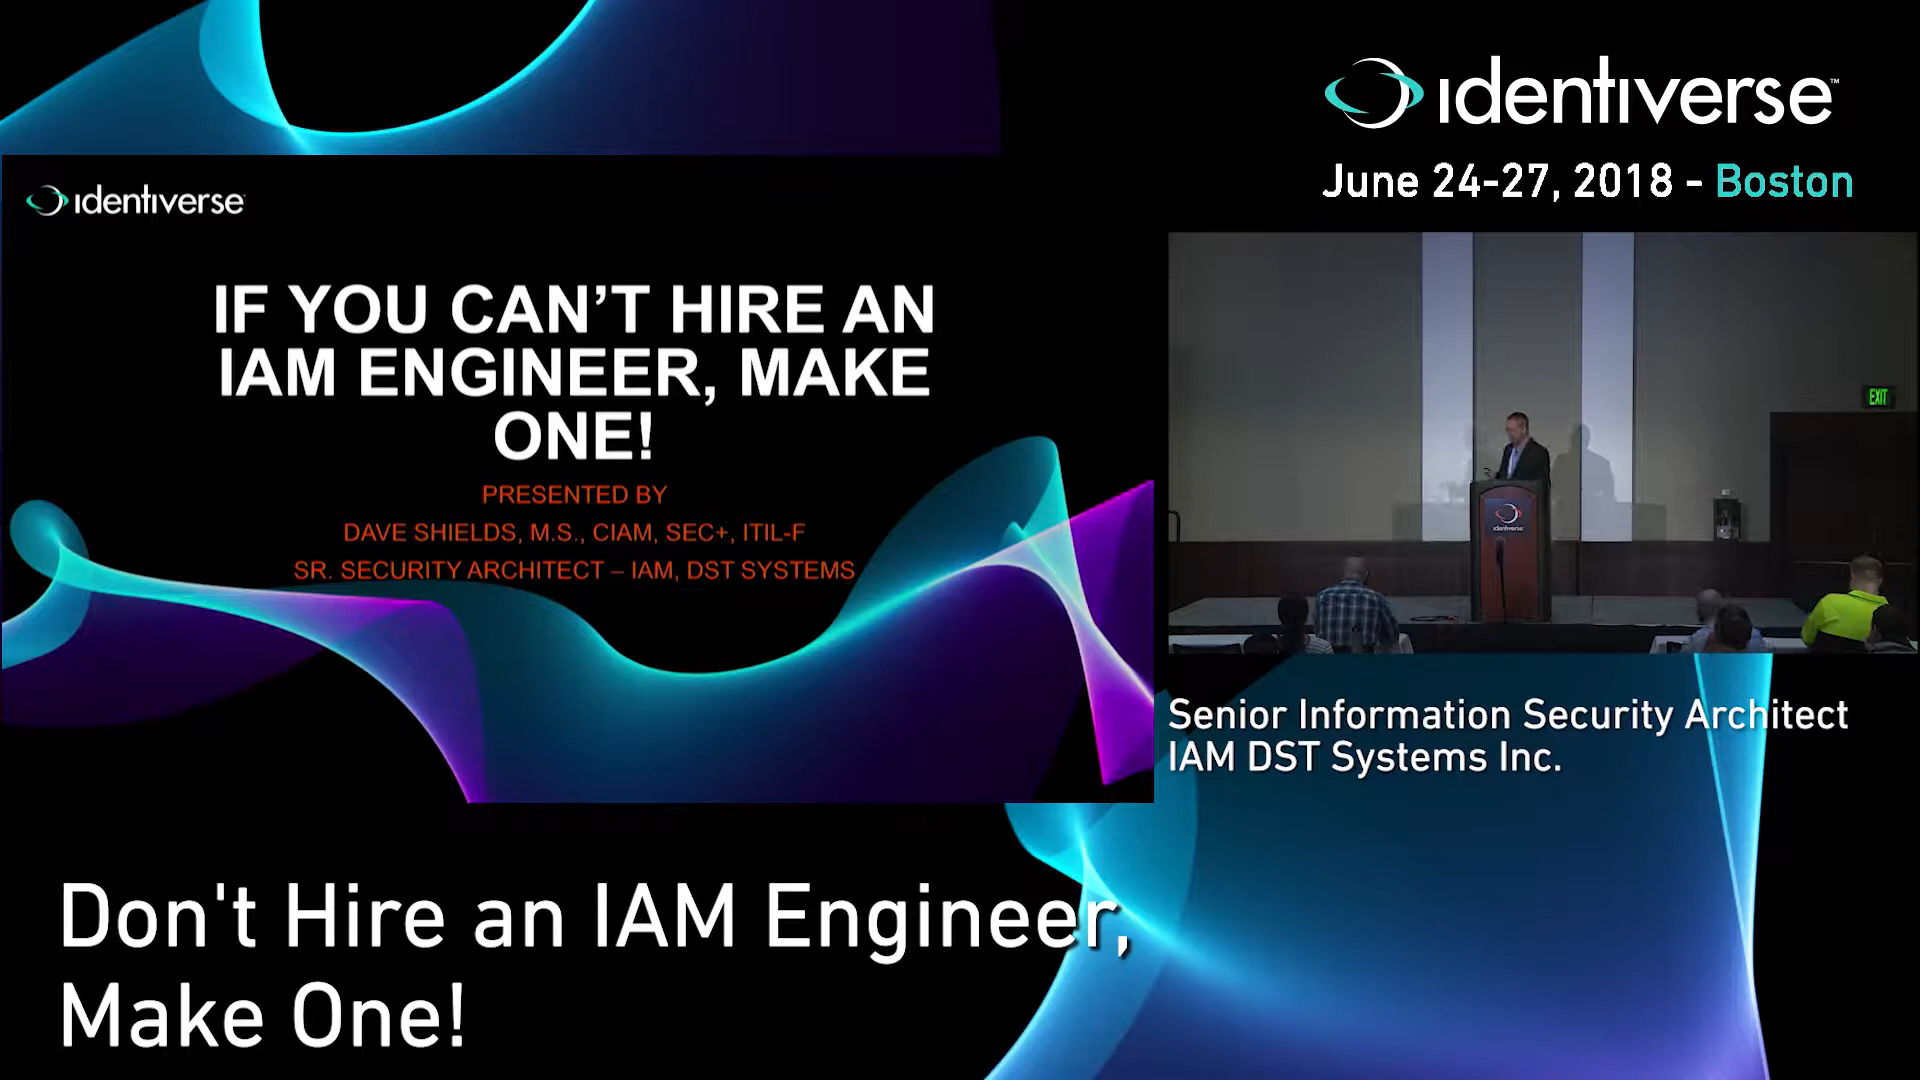 identiverse™
June 24-27, 2018 - Boston
identiverse
IF YOU CAN'T HIRE AN
IAM ENGINEER, MAKE
ONE!
PRESENTED BY
DAVE SHIELDS, M.S., CIAM, SEC+, ITIL-F
SR. SECURITY ARCHITECT – IAM, DST SYSTEMS
EXIT
identiverse
Senior Information Security Architect
IAM DST Systems Inc.
Don't Hire an IAM Engineer,
Make One!